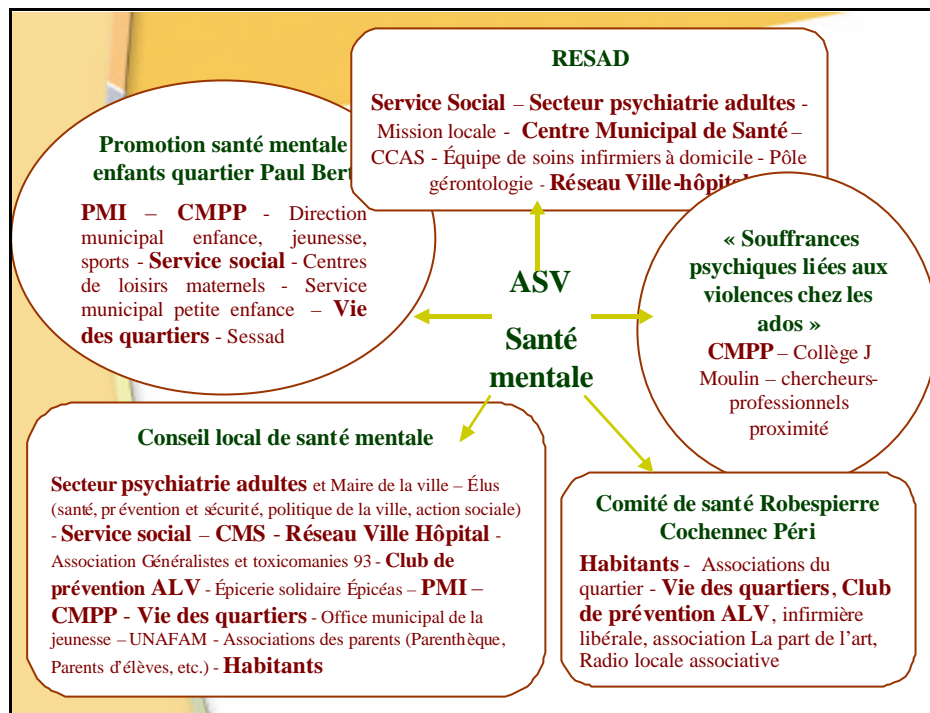 RESAD
Service Social – Secteur psychiatrie adultes -
Mission locale - Centre Municipal de Santé –
CCAS - Équipe de soins infirmiers à domicile - Pôle
gérontologie - Réseau Ville-hôpital
Promotion santé mentale
enfants quartier Paul Bert
PMI – CMPP - Direction
municipal enfance, jeunesse,
sports - Service social - Centres
de loisirs maternels - Service
municipal petite enfance – Vie
des quartiers - Sessad
ASV
Santé
mentale
« Souffrances
psychiques liées aux
violences chez les
ados »
CMPP – Collège J
Moulin – chercheurs-
professionnels
proximité
Conseil local de santé mentale
Secteur psychiatrie adultes et Maire de la ville – Élus
(santé, prévention et sécurité, politique de la ville, action sociale)
- Service social – CMS - Réseau Ville Hôpital -
Association Généralistes et toxicomanies 93 - Club de
prévention ALV - Épicerie solidaire Épicéas – PMI –
CMPP - Vie des quartiers - Office municipal de la
jeunesse – UNAFAM - Associations des parents (Parenthèque,
Parents d'élèves, etc.) - Habitants
Comité de santé Robespierre
Cochennec Péri
Habitants - Associations du
quartier - Vie des quartiers, Club
de prévention ALV, infirmière
libérale, association La part de l'art,
Radio locale associative